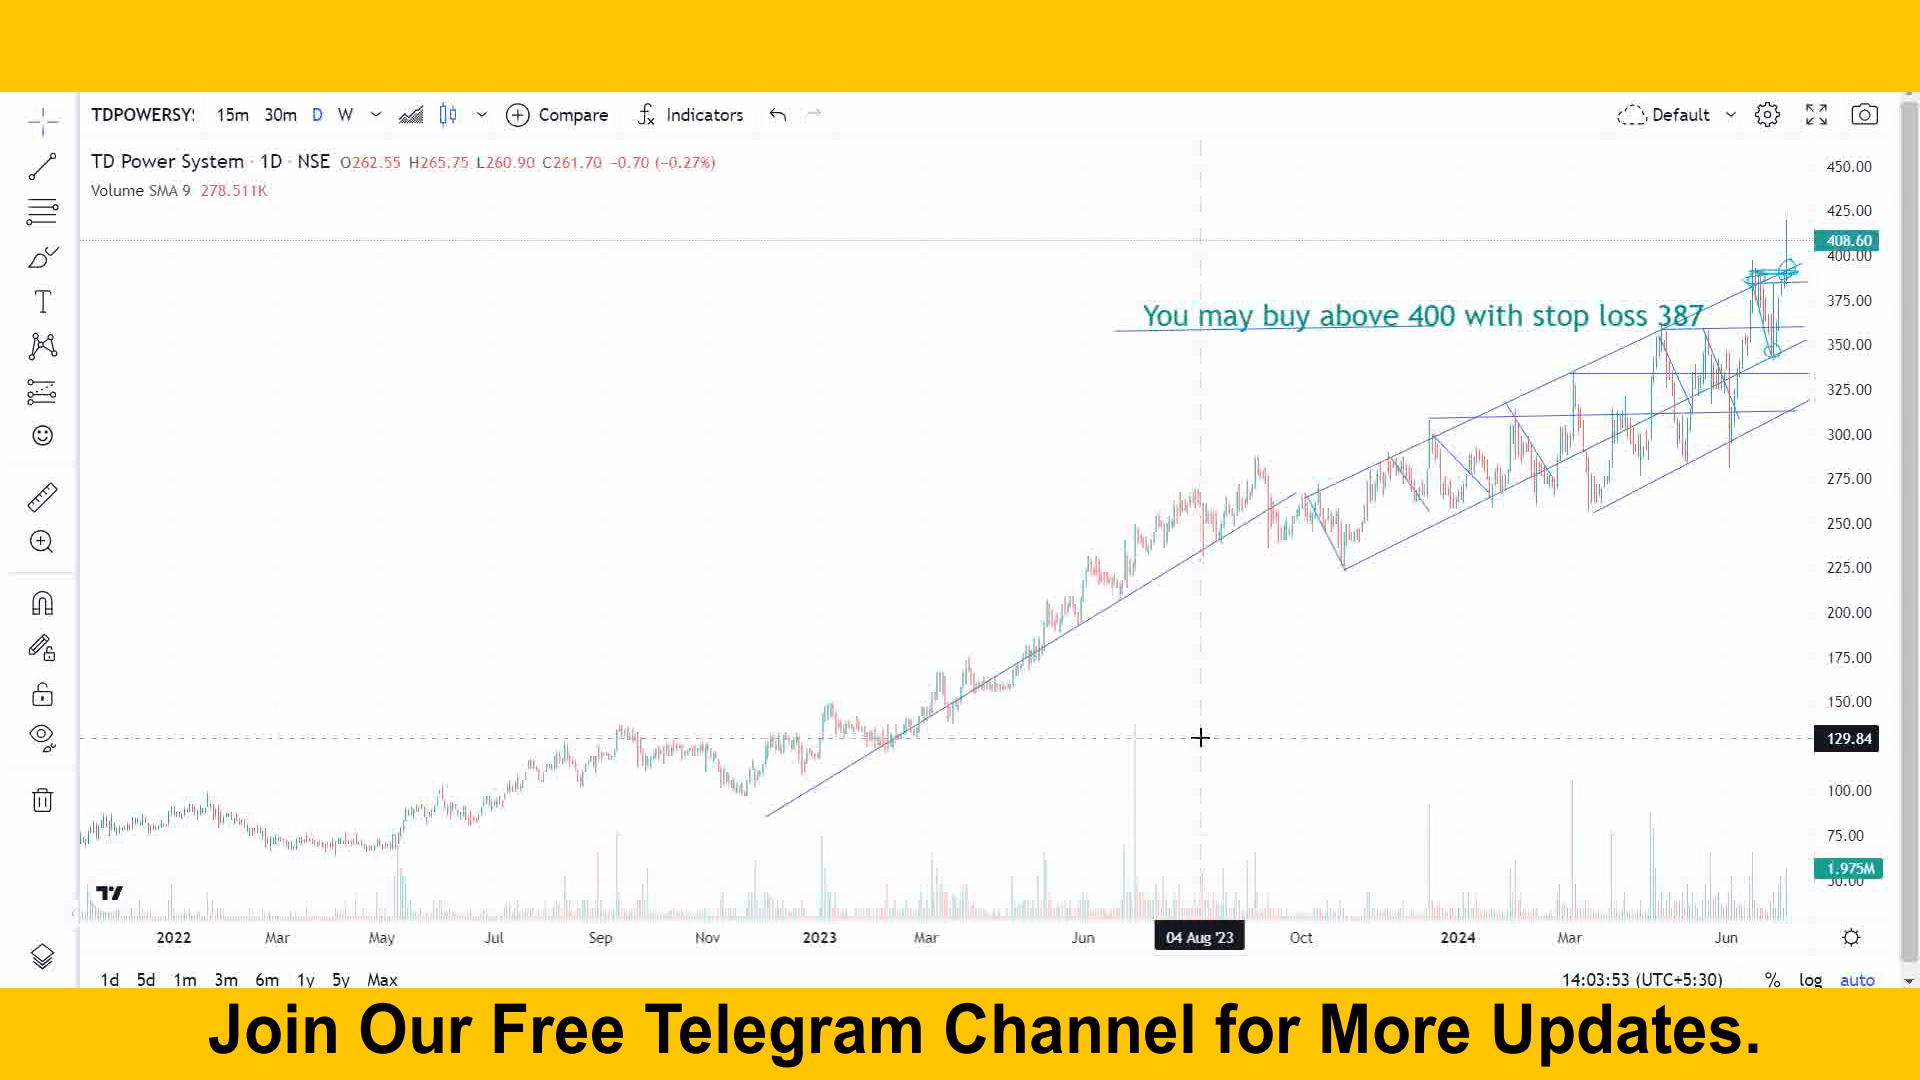 TDPOWERSY: 15m 30m D W Compare Indicators Default
TD Power System · 1D · NSE O262.55 H265.75 L260.90 C261.70 −0.70 (−0.27%)
Volume SMA 9 278.511K
450.00
425.00
408.60
400.00
375.00
You may buy above 400 with stop loss 387
350.00
325.00
300.00
275.00
250.00
225.00
200.00
175.00
150.00
129.84
100.00
75.00
1.975M
50.00
2022 Mar May Jul Sep Nov 2023 Mar Jun 04 Aug '23 Oct 2024 Mar Jun
1d 5d 1m 3m 6m 1y 5y Max 14:03:53 (UTC+5:30) % log auto
Join Our Free Telegram Channel for More Updates.